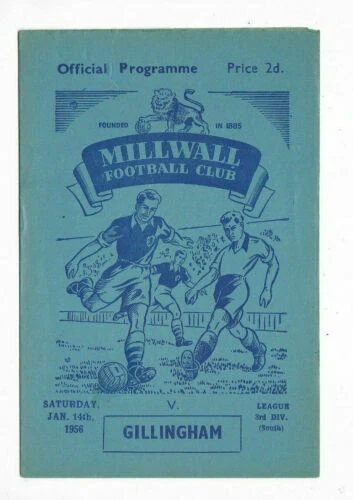 Official Programme Price 2d.
FOUNDED IN 1885
MILLWALL
FOOTBALL CLUB
SATURDAY, V. LEAGUE
JAN. 14th, 3rd DIV.
1956 GILLINGHAM (South)